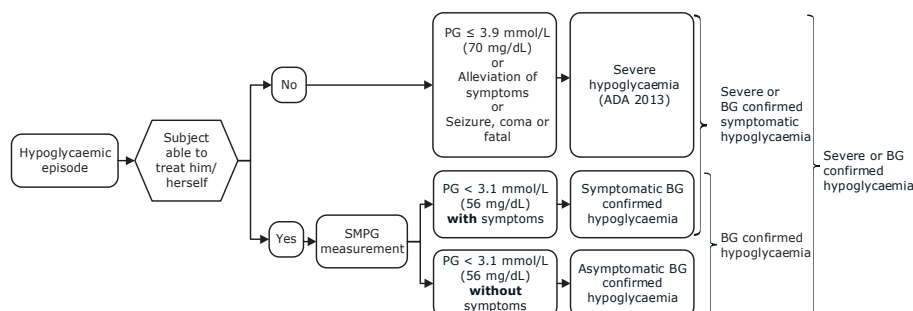 Hypoglycaemic
episode
Subject
able to
treat him/
herself
No
PG ≤ 3.9 mmol/L
(70 mg/dL)
or
Alleviation of
symptoms
or
Seizure, coma or
fatal
Severe
hypoglycaemia
(ADA 2013)
Yes
SMPG
measurement
PG < 3.1 mmol/L
(56 mg/dL)
with symptoms
Symptomatic BG
confirmed
hypoglycaemia
PG < 3.1 mmol/L
(56 mg/dL)
without
symptoms
Asymptomatic BG
confirmed
hypoglycaemia
Severe or
BG confirmed
symptomatic
hypoglycaemia
BG confirmed
hypoglycaemia
Severe or BG
confirmed
hypoglycaemia